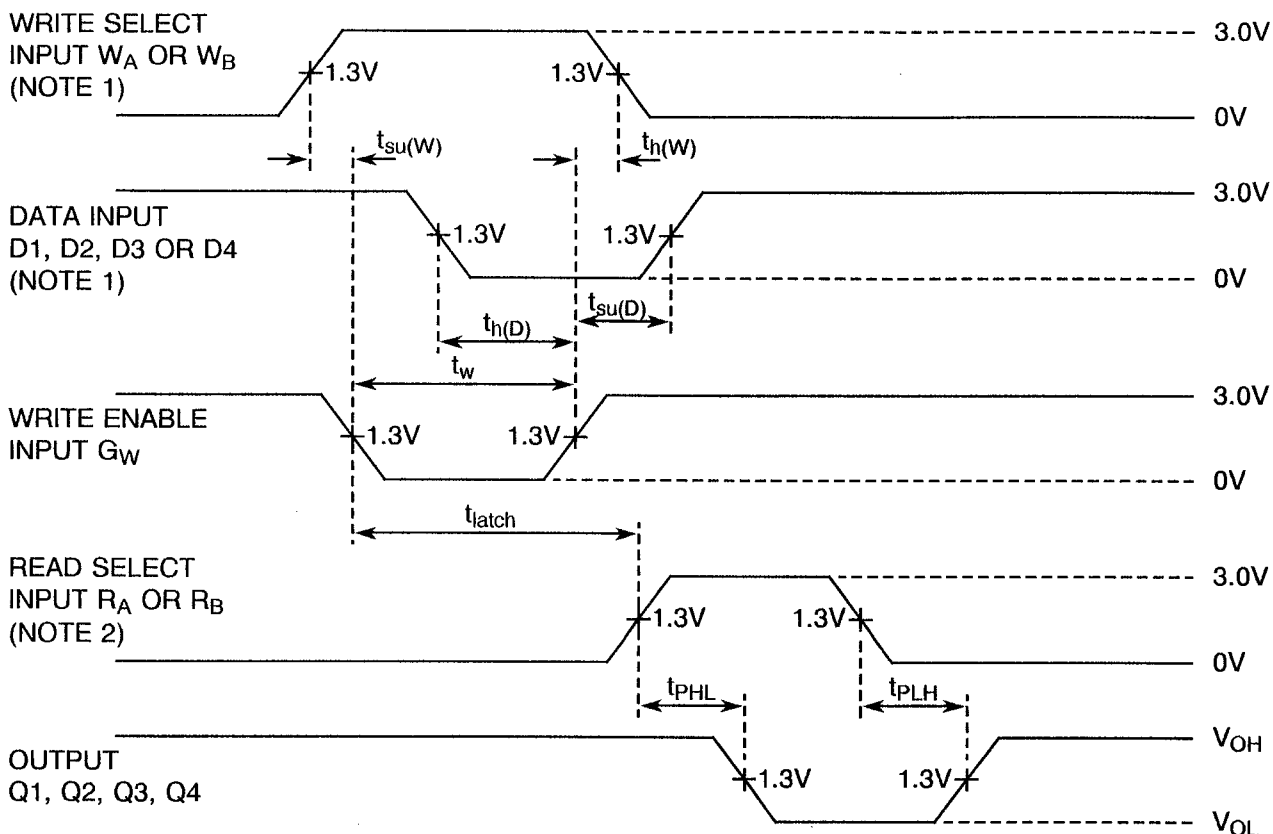 WRITE SELECT
INPUT W_A OR W_B
(NOTE 1)
1.3V 1.3V
3.0V
0V
t_su(W) t_h(W)
DATA INPUT
D1, D2, D3 OR D4
(NOTE 1)
1.3V 1.3V
3.0V
0V
t_h(D) t_su(D)
t_w
WRITE ENABLE
INPUT G_W
1.3V 1.3V
3.0V
0V
t_latch
READ SELECT
INPUT R_A OR R_B
(NOTE 2)
1.3V 1.3V
3.0V
0V
t_PHL t_PLH
OUTPUT
Q1, Q2, Q3, Q4
1.3V 1.3V
V_OH
V_OL